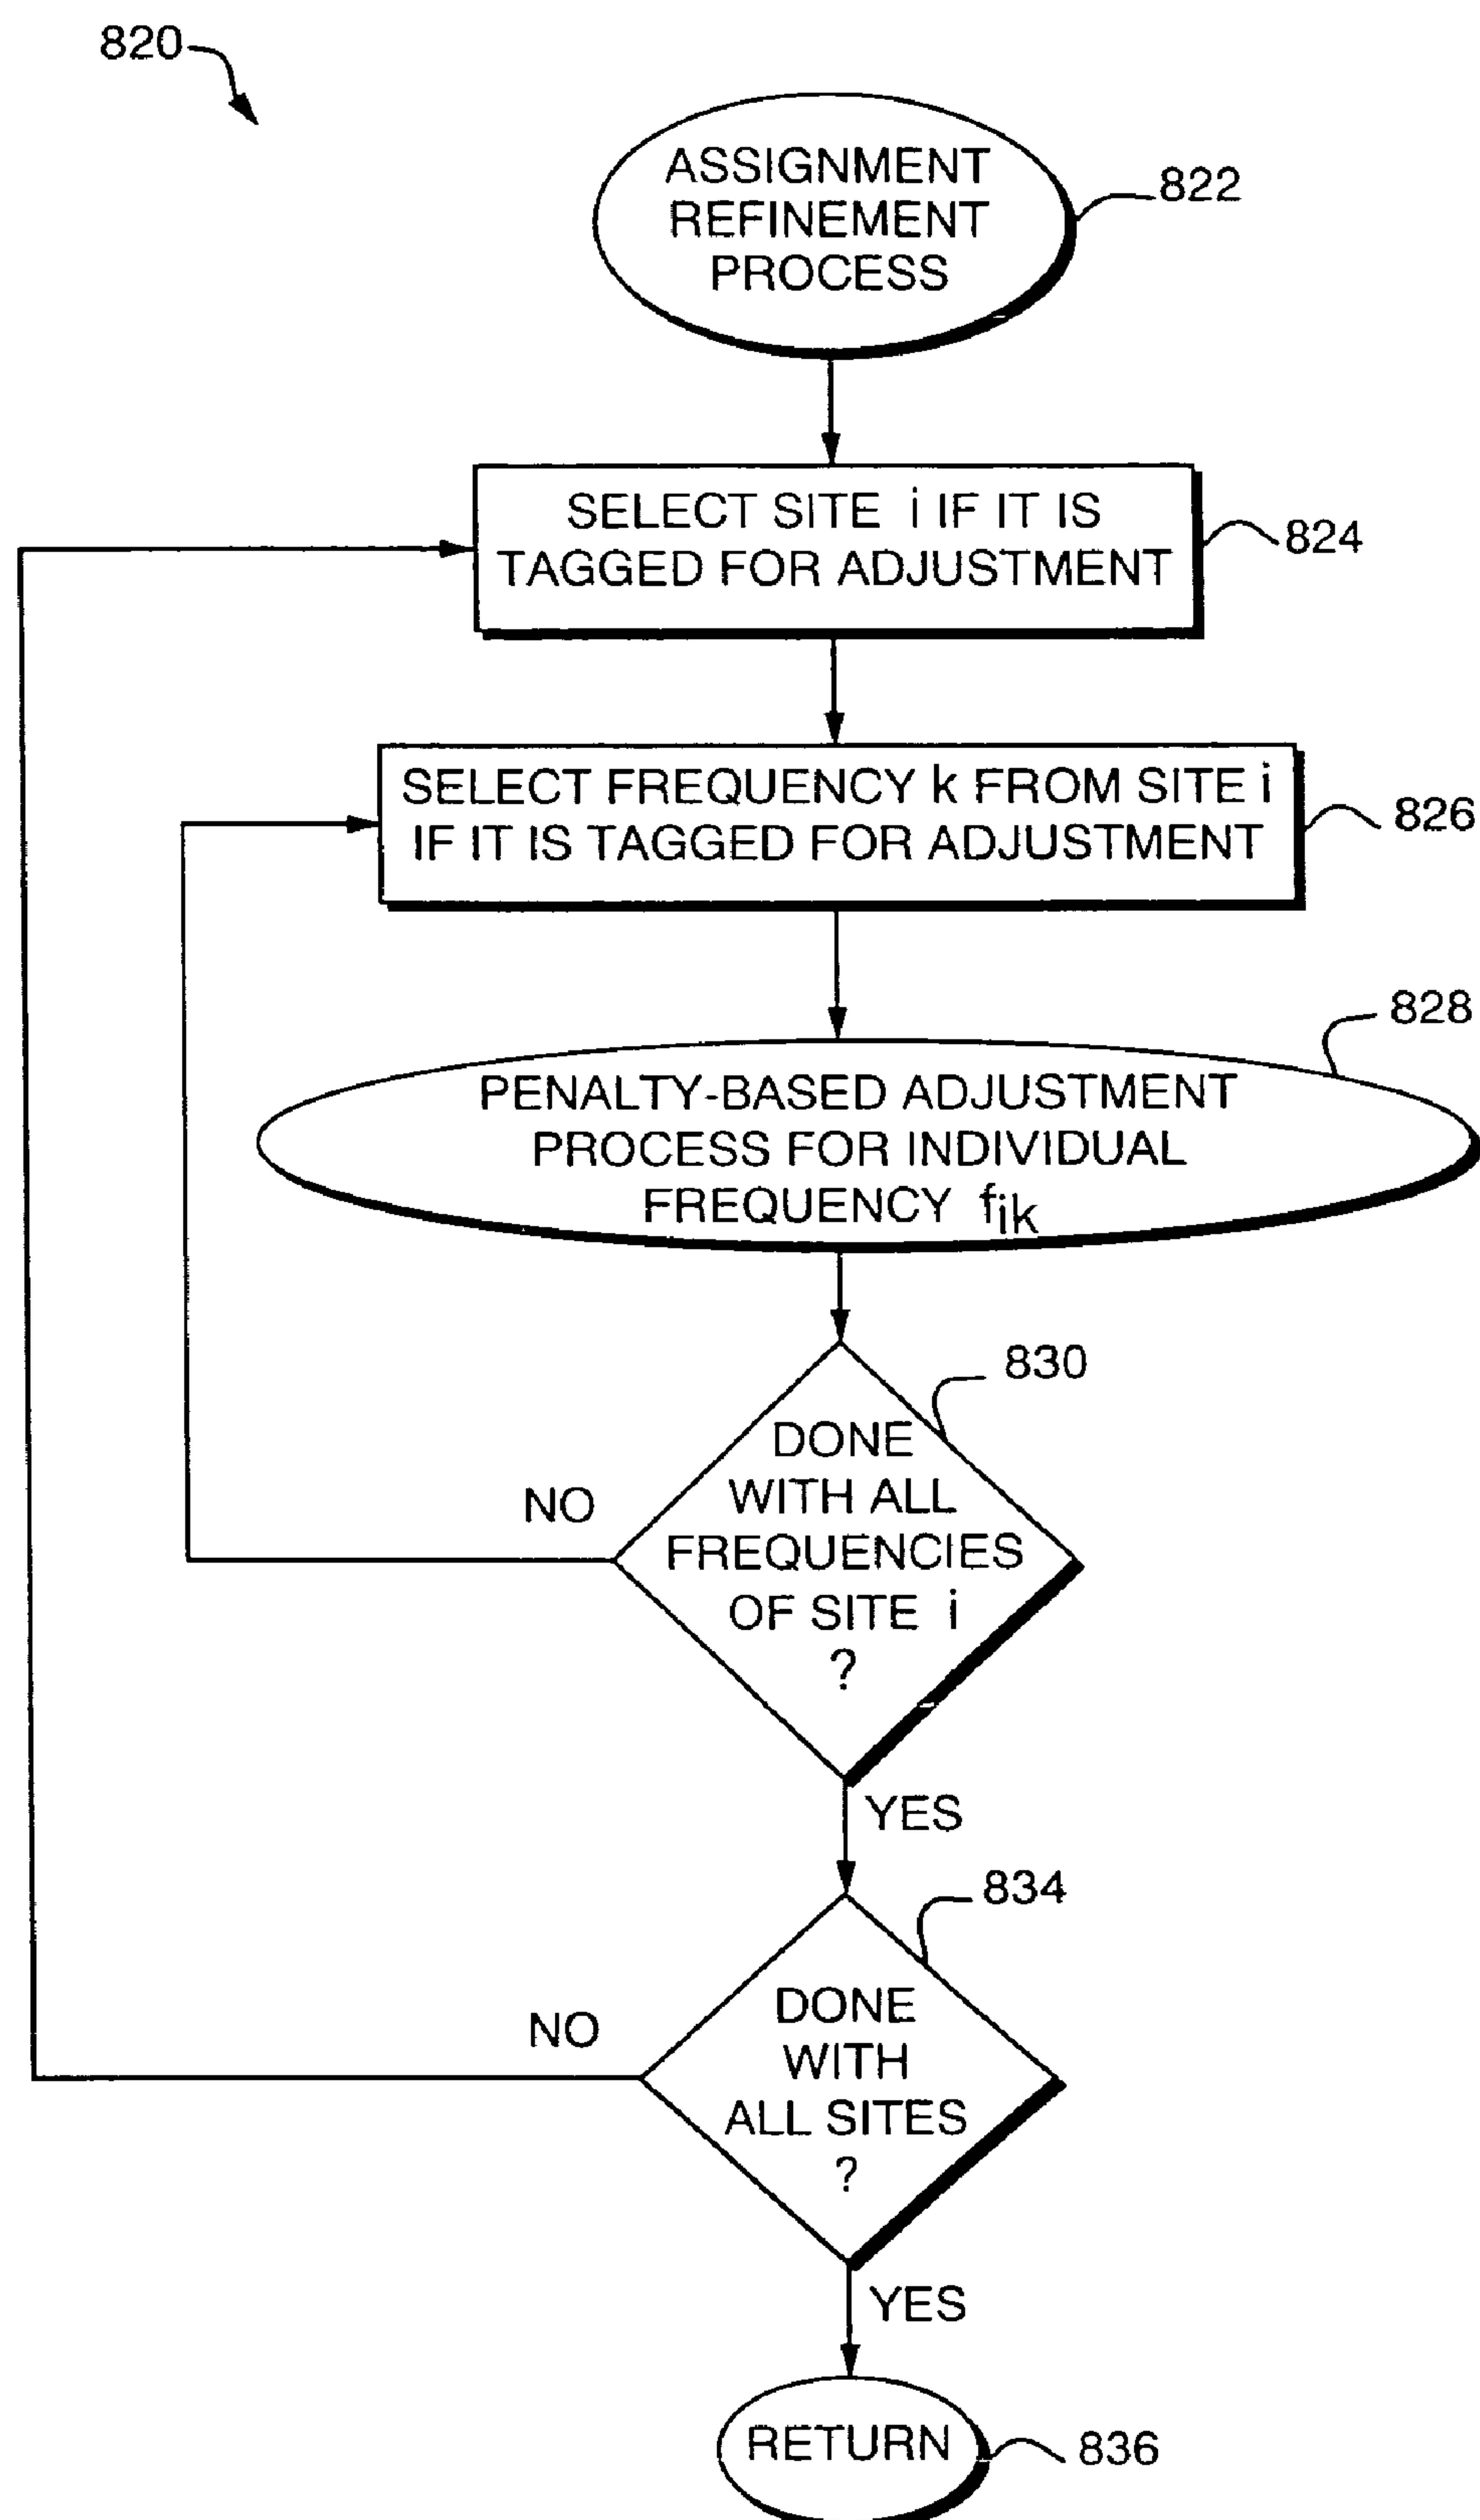 820
ASSIGNMENT
REFINEMENT
PROCESS
822
SELECT SITE i IF IT IS
TAGGED FOR ADJUSTMENT
824
SELECT FREQUENCY k FROM SITE i
IF IT IS TAGGED FOR ADJUSTMENT
826
828
PENALTY-BASED ADJUSTMENT
PROCESS FOR INDIVIDUAL
FREQUENCY fik
830
DONE
WITH ALL
FREQUENCIES
OF SITE i
?
NO
YES
834
DONE
WITH
ALL SITES
?
NO
YES
RETURN
836